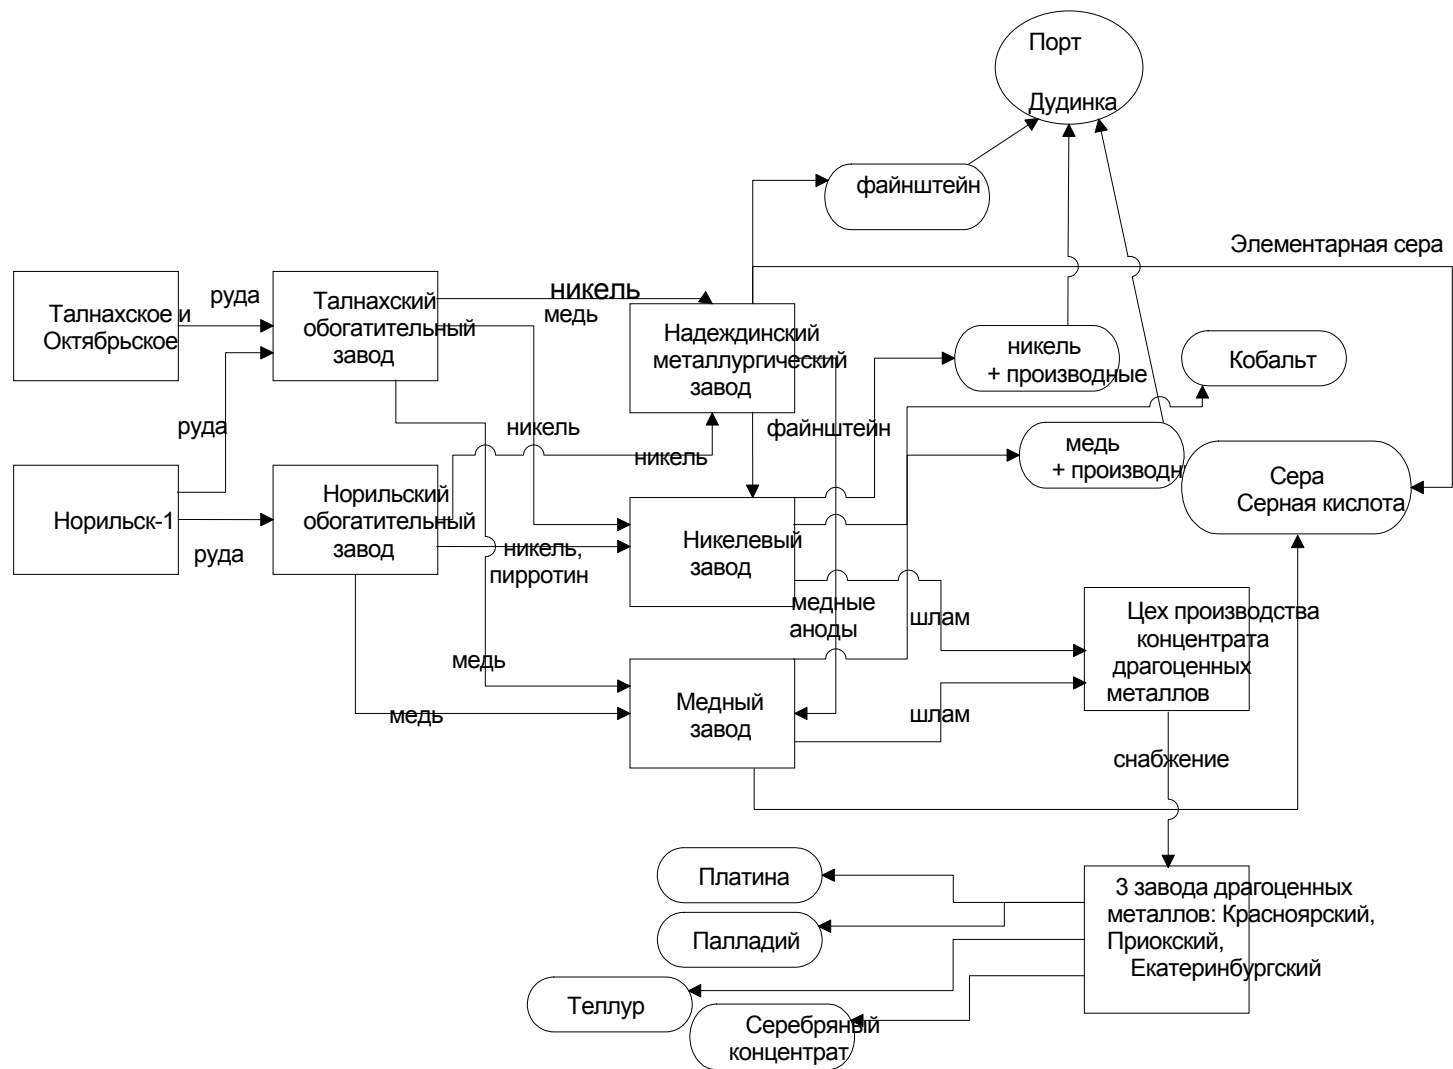 Порт
Дудинка
файнштейн
Элементарная сера
Талнахское и
Октябрьское
руда
Талнахский
обогатительный
завод
никель
медь
Надеждинский
металлургический
завод
никель
+ производные
Кобальт
руда
никель
никель
файнштейн
медь
+ производн
Сера
Серная кислота
Норильск-1
руда
Норильский
обогатительный
завод
никель,
пирротин
Никелевый
завод
медные
аноды
шлам
Цех производства
концентрата
драгоценных
металлов
медь
медь
Медный
завод
шлам
снабжение
Платина
Палладий
Теллур
Серебряный
концентрат
3 завода драгоценных
металлов: Красноярский,
Приокский,
Екатеринбургский